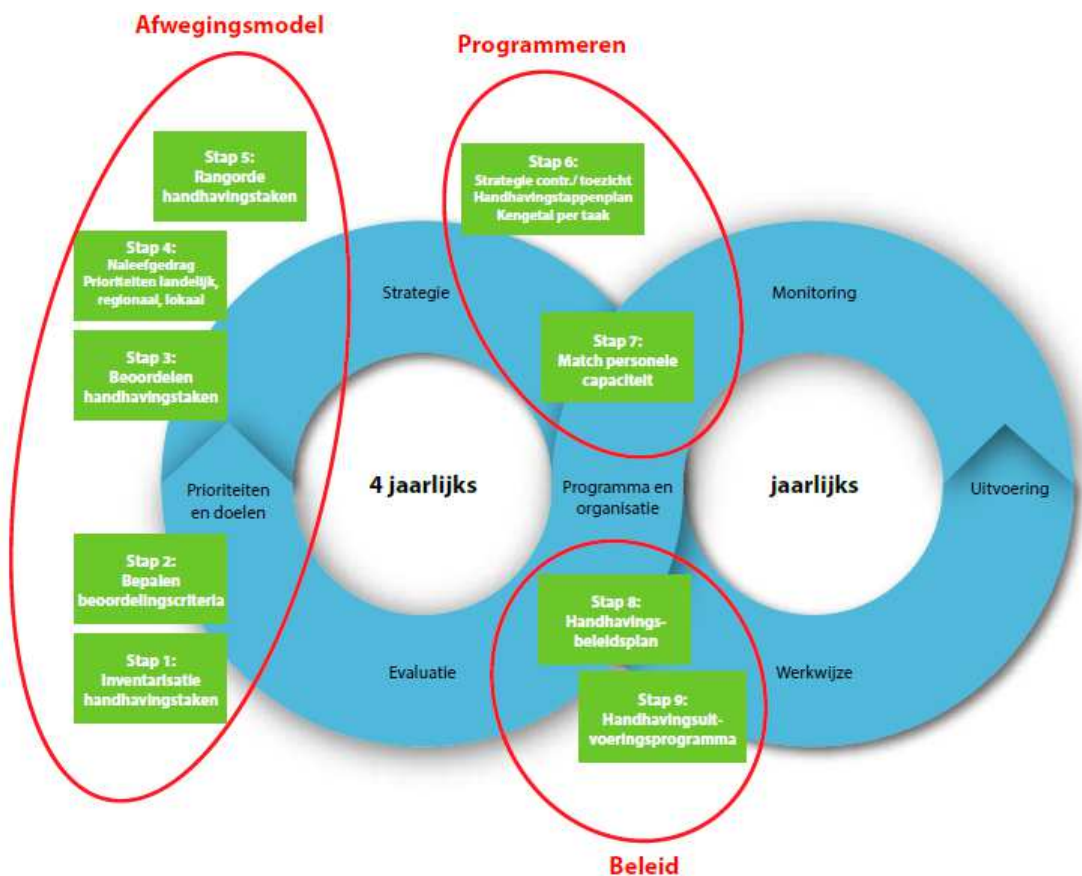 Afwegingsmodel
Programmeren
Stap 5:
Rangorde
handhavingstaken
Stap 6:
Strategie contr./ toezicht
Handhavingstappenplan
Kengetal per taak
Stap 4:
Naleefgedrag
Prioriteiten landelijk,
regionaal, lokaal
Strategie
Monitoring
Stap 3:
Beoordelen
handhavingstaken
Stap 7:
Match personele
capaciteit
Prioriteiten
en doelen
4 jaarlijks
Programma en
organisatie
jaarlijks
Uitvoering
Stap 2:
Bepalen
beoordelingscriteria
Stap 8:
Handhavings-
beleidsplan
Stap 1:
Inventarisatie
handhavingstaken
Evaluatie
Werkwijze
Stap 9:
Handhavingsuit-
voeringsprogramma
Beleid